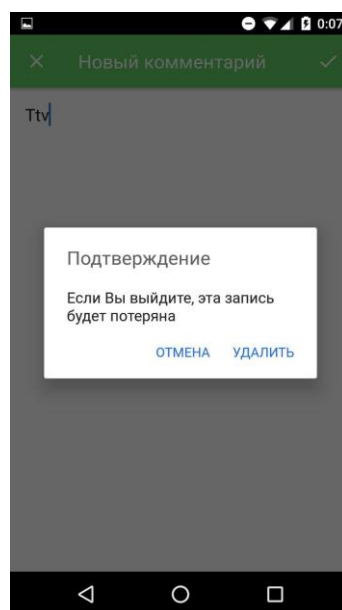 0:07
Новый комментарий
Ttv
Подтверждение
Если Вы выйдите, эта запись
будет потеряна
ОТМЕНА УДАЛИТЬ